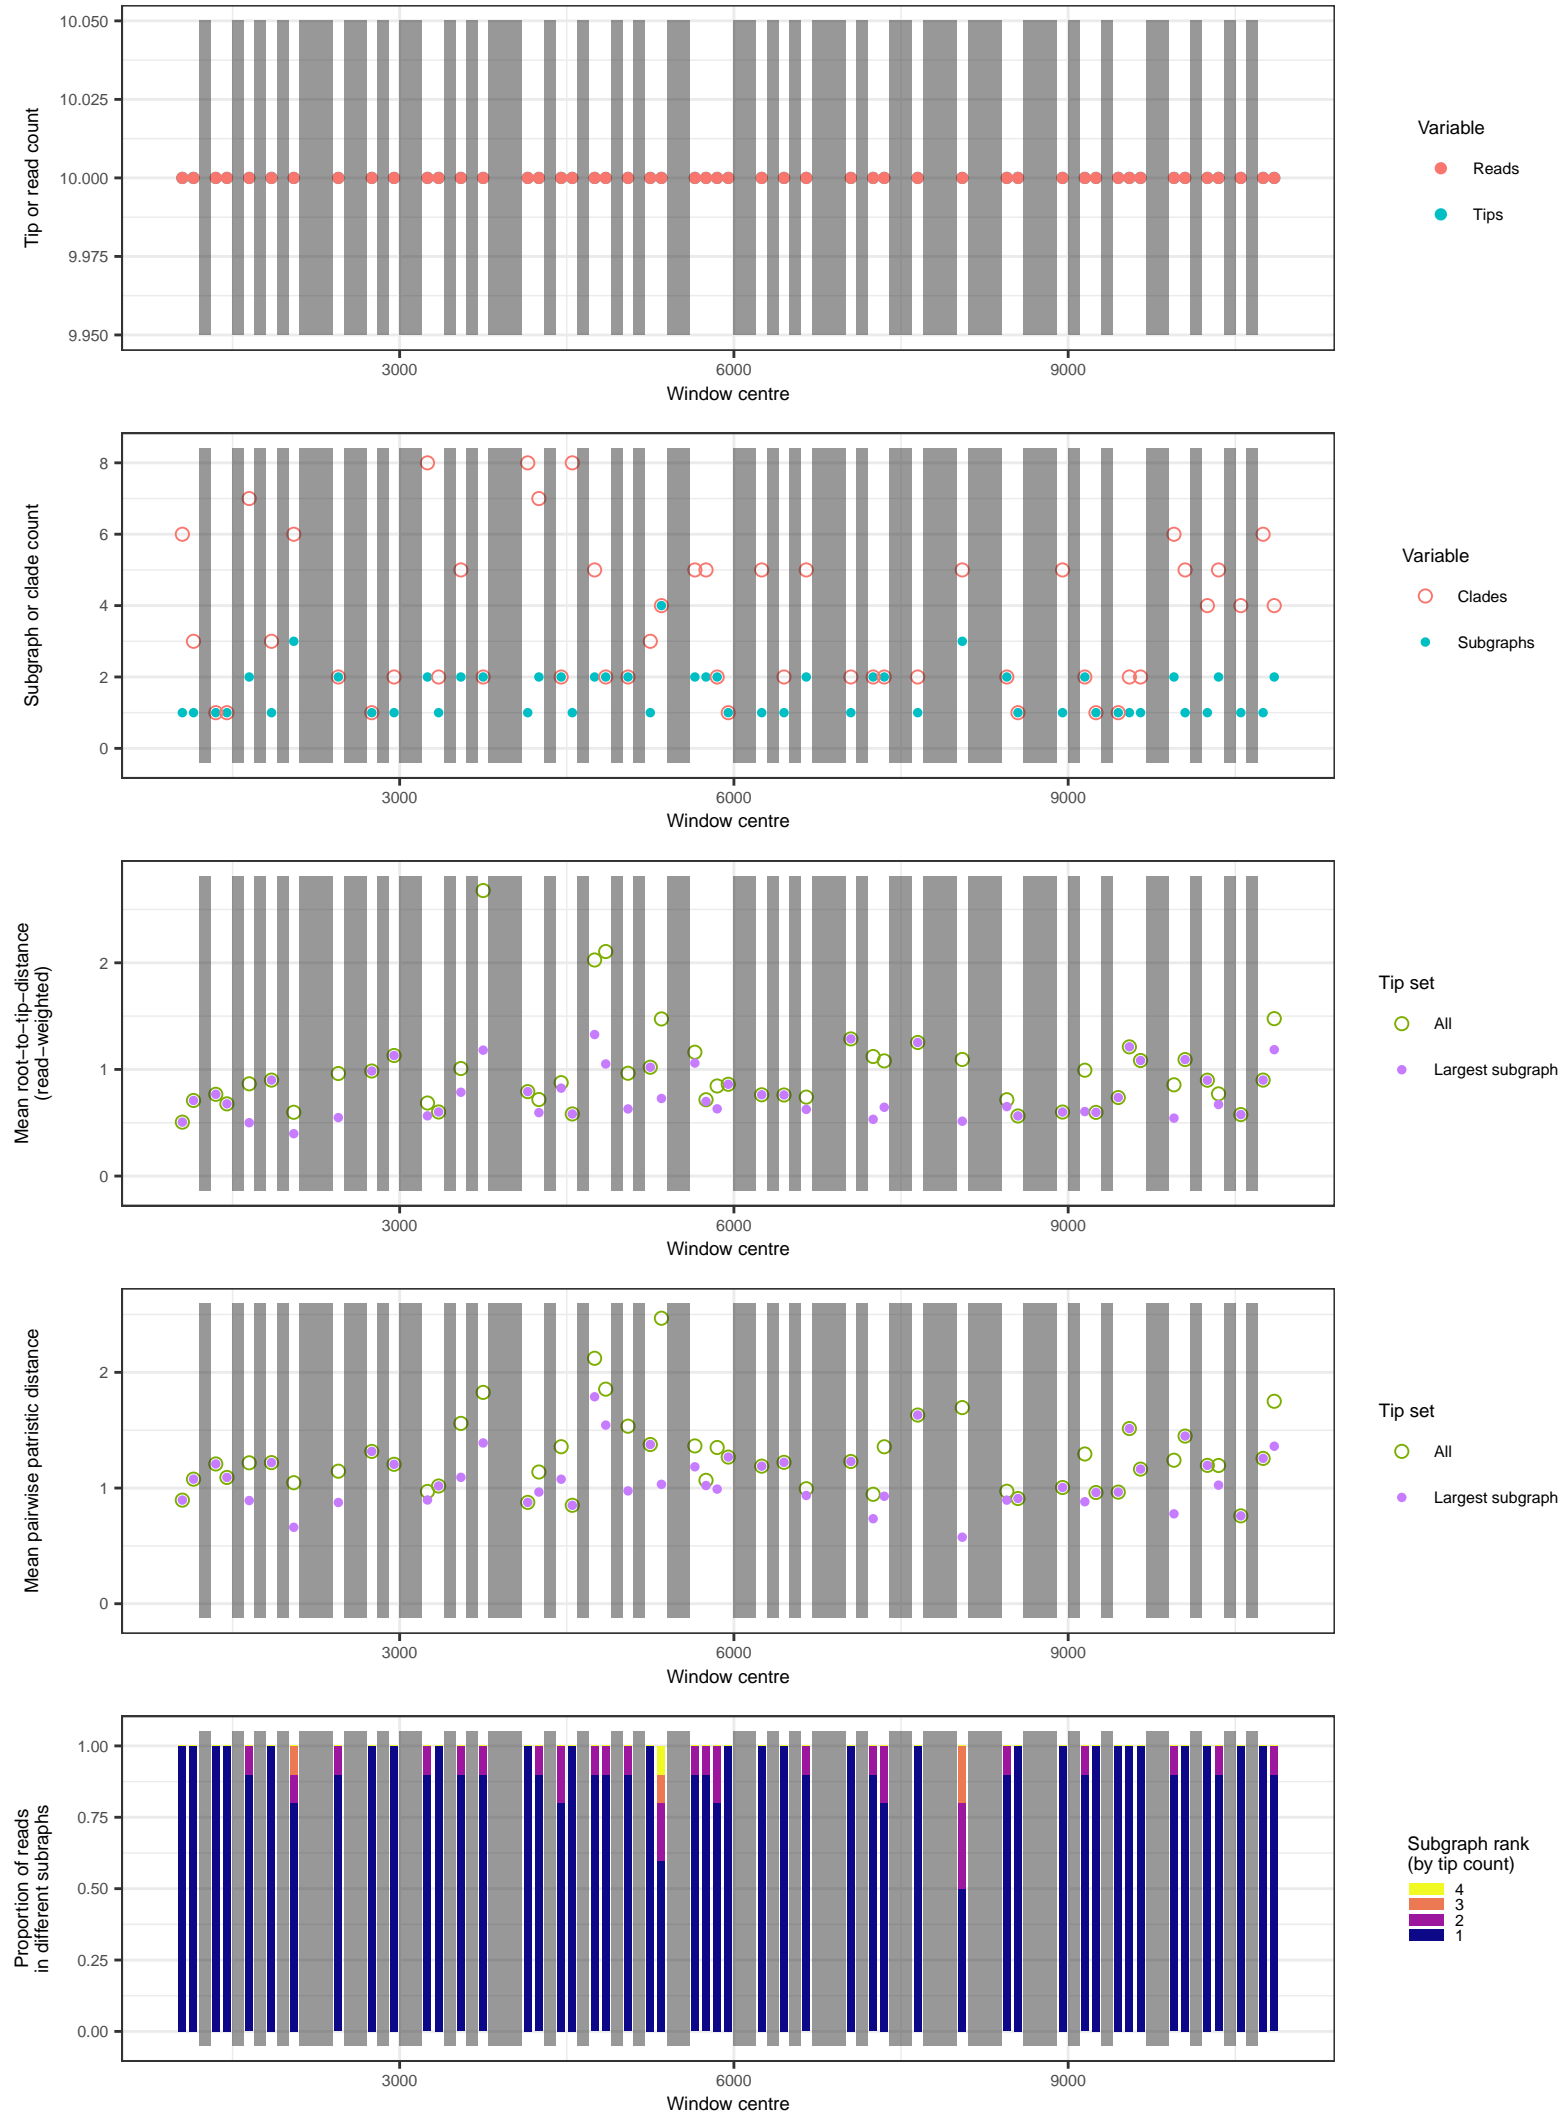 10.050
10.025
10.000
9.975
9.950
Tip or read count
3000
6000
9000
Window centre
Variable
Reads
Tips
8
6
4
2
0
Subgraph or clade count
3000
6000
9000
Window centre
Variable
Clades
Subgraphs
2
1
0
Mean root−to−tip−distance
(read−weighted)
3000
6000
9000
Window centre
Tip set
All
Largest subgraph
2
1
0
Mean pairwise patristic distance
3000
6000
9000
Window centre
Tip set
All
Largest subgraph
1.00
0.75
0.50
0.25
0.00
Proportion of reads
in different subraphs
3000
6000
9000
Window centre
Subgraph rank
(by tip count)
4
3
2
1